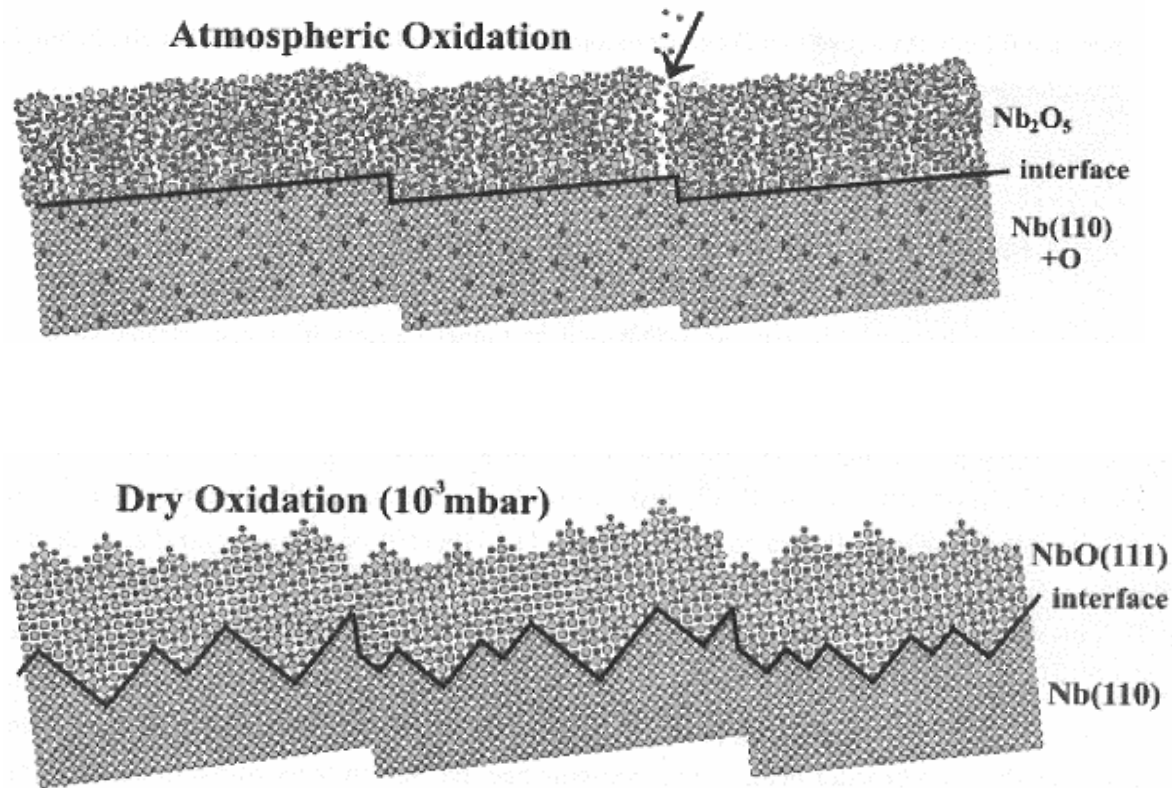 Atmospheric Oxidation
Nb₂O₅
interface
Nb(110)
+O
Dry Oxidation (10⁻³mbar)
NbO(111)
interface
Nb(110)